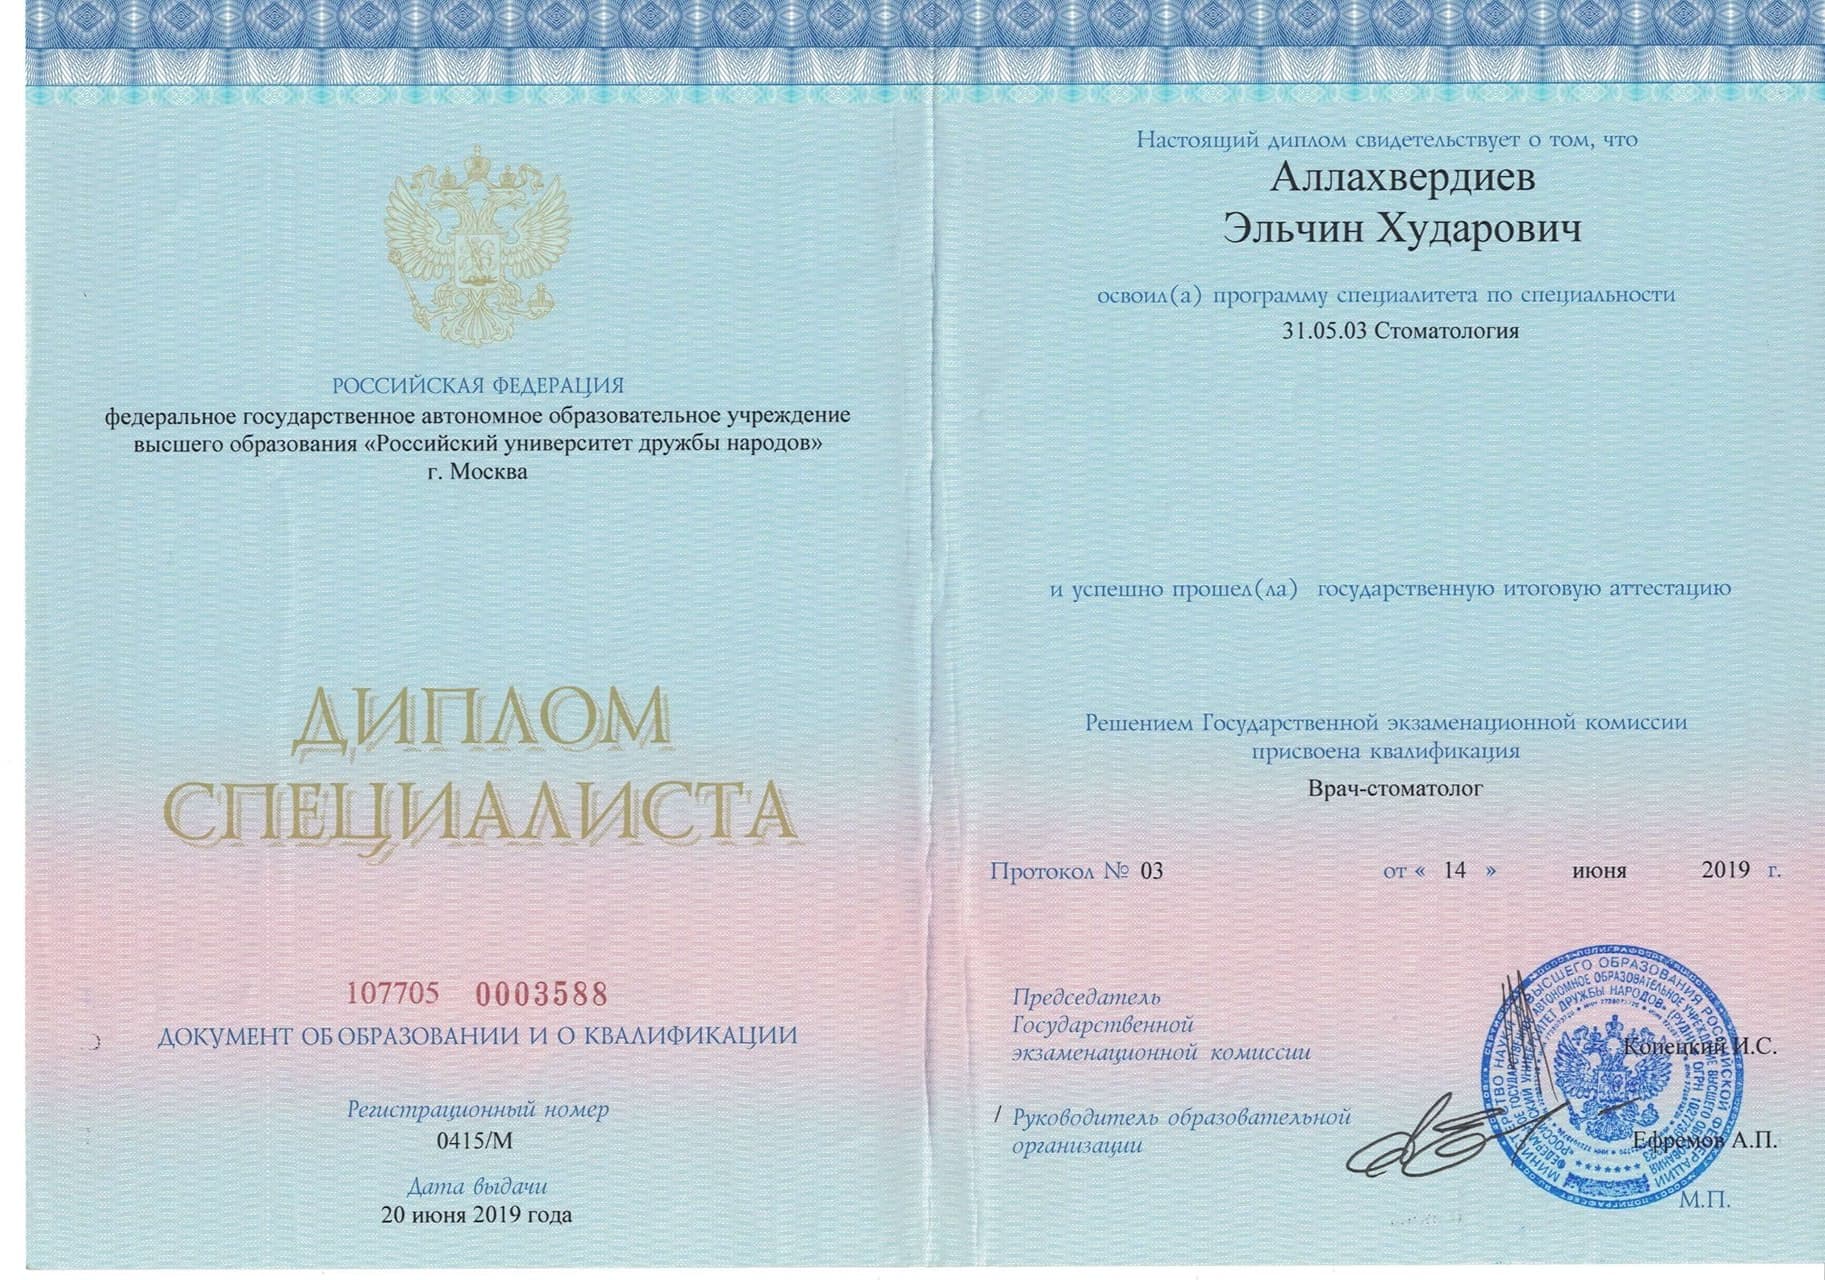 РОССИЙСКАЯ ФЕДЕРАЦИЯ
федеральное государственное автономное образовательное учреждение
высшего образования «Российский университет дружбы народов»
г. Москва
ДИПЛОМ
СПЕЦИАЛИСТА
107705 0003588
ДОКУМЕНТ ОБ ОБРАЗОВАНИИ И О КВАЛИФИКАЦИИ
Регистрационный номер
0415/М
Дата выдачи
20 июня 2019 года
Настоящий диплом свидетельствует о том, что
Аллахвердиев
Эльчин Хударович
освоил(а) программу специалитета по специальности
31.05.03 Стоматология
и успешно прошел(ла) государственную итоговую аттестацию
Решением Государственной экзаменационной комиссии
присвоена квалификация
Врач-стоматолог
Протокол № 03 от « 14 » июня 2019 г.
Председатель
Государственной
экзаменационной комиссии
Копецкий И.С.
/ Руководитель образовательной
организации
Ефремов А.П.
М.П.